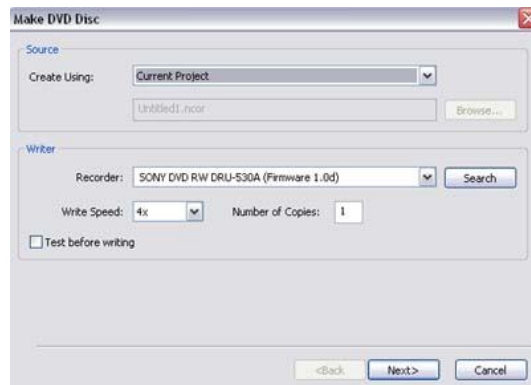 Make DVD Disc
Source
Create Using: Current Project
Untitled1.ncor Browse...
Writer
Recorder: SONY DVD RW DRU-530A (Firmware 1.0d) Search
Write Speed: 4x Number of Copies: 1
Test before writing
<Back Next> Cancel